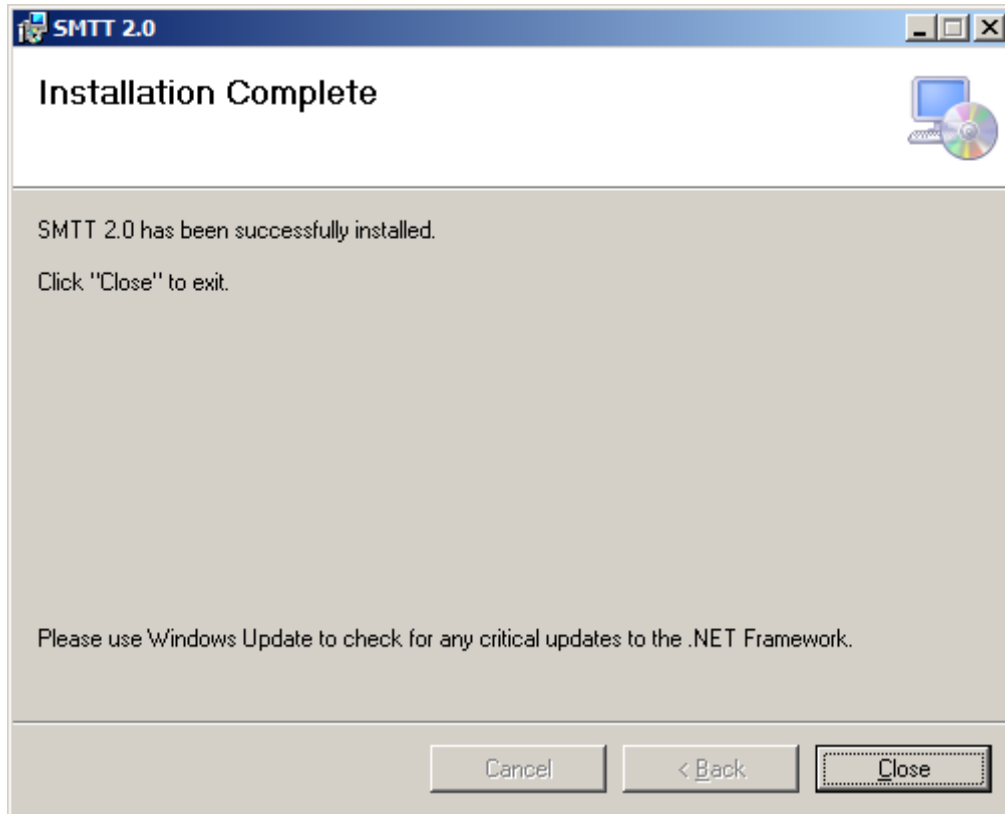 SMTT 2.0
Installation Complete
SMTT 2.0 has been successfully installed.
Click "Close" to exit.
Please use Windows Update to check for any critical updates to the .NET Framework.
Cancel
< Back
Close